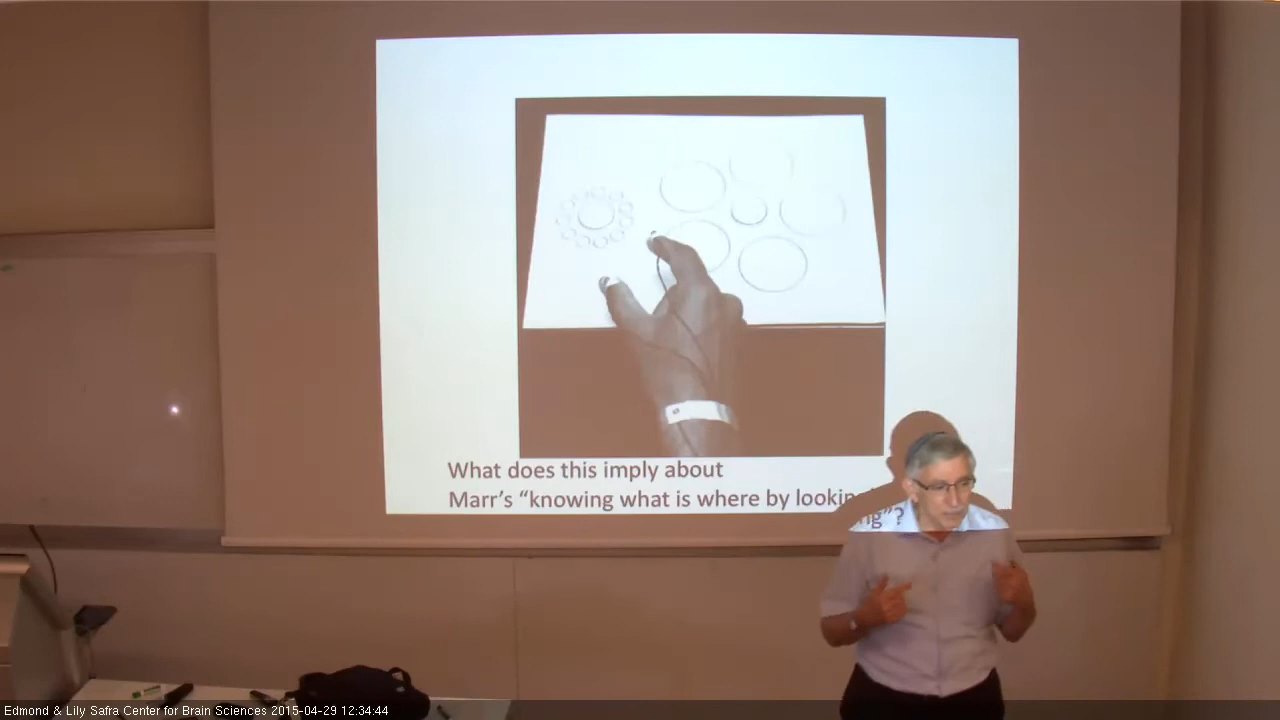 What does this imply about
Marr's “knowing what is where by looking”?
Edmond & Lily Safra Center for Brain Sciences 2015-04-29 12:34:44